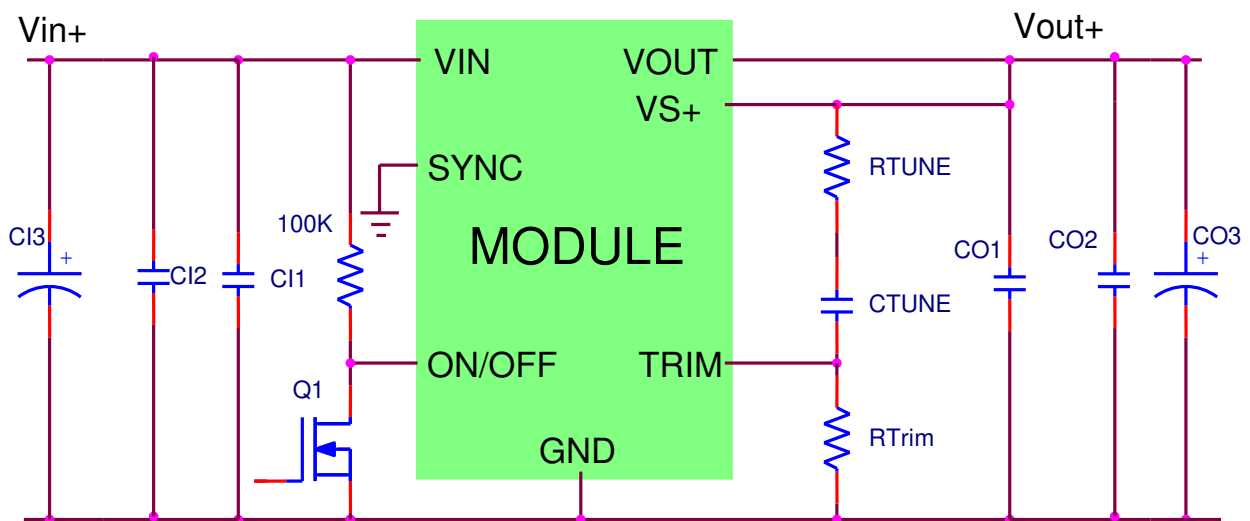 Vin+
Vout+
VIN
VOUT
VS+
SYNC
RTUNE
100K
CI3
+
MODULE
CO1
CO2
CO3
+
CI2
CI1
CTUNE
ON/OFF
TRIM
Q1
RTrim
GND